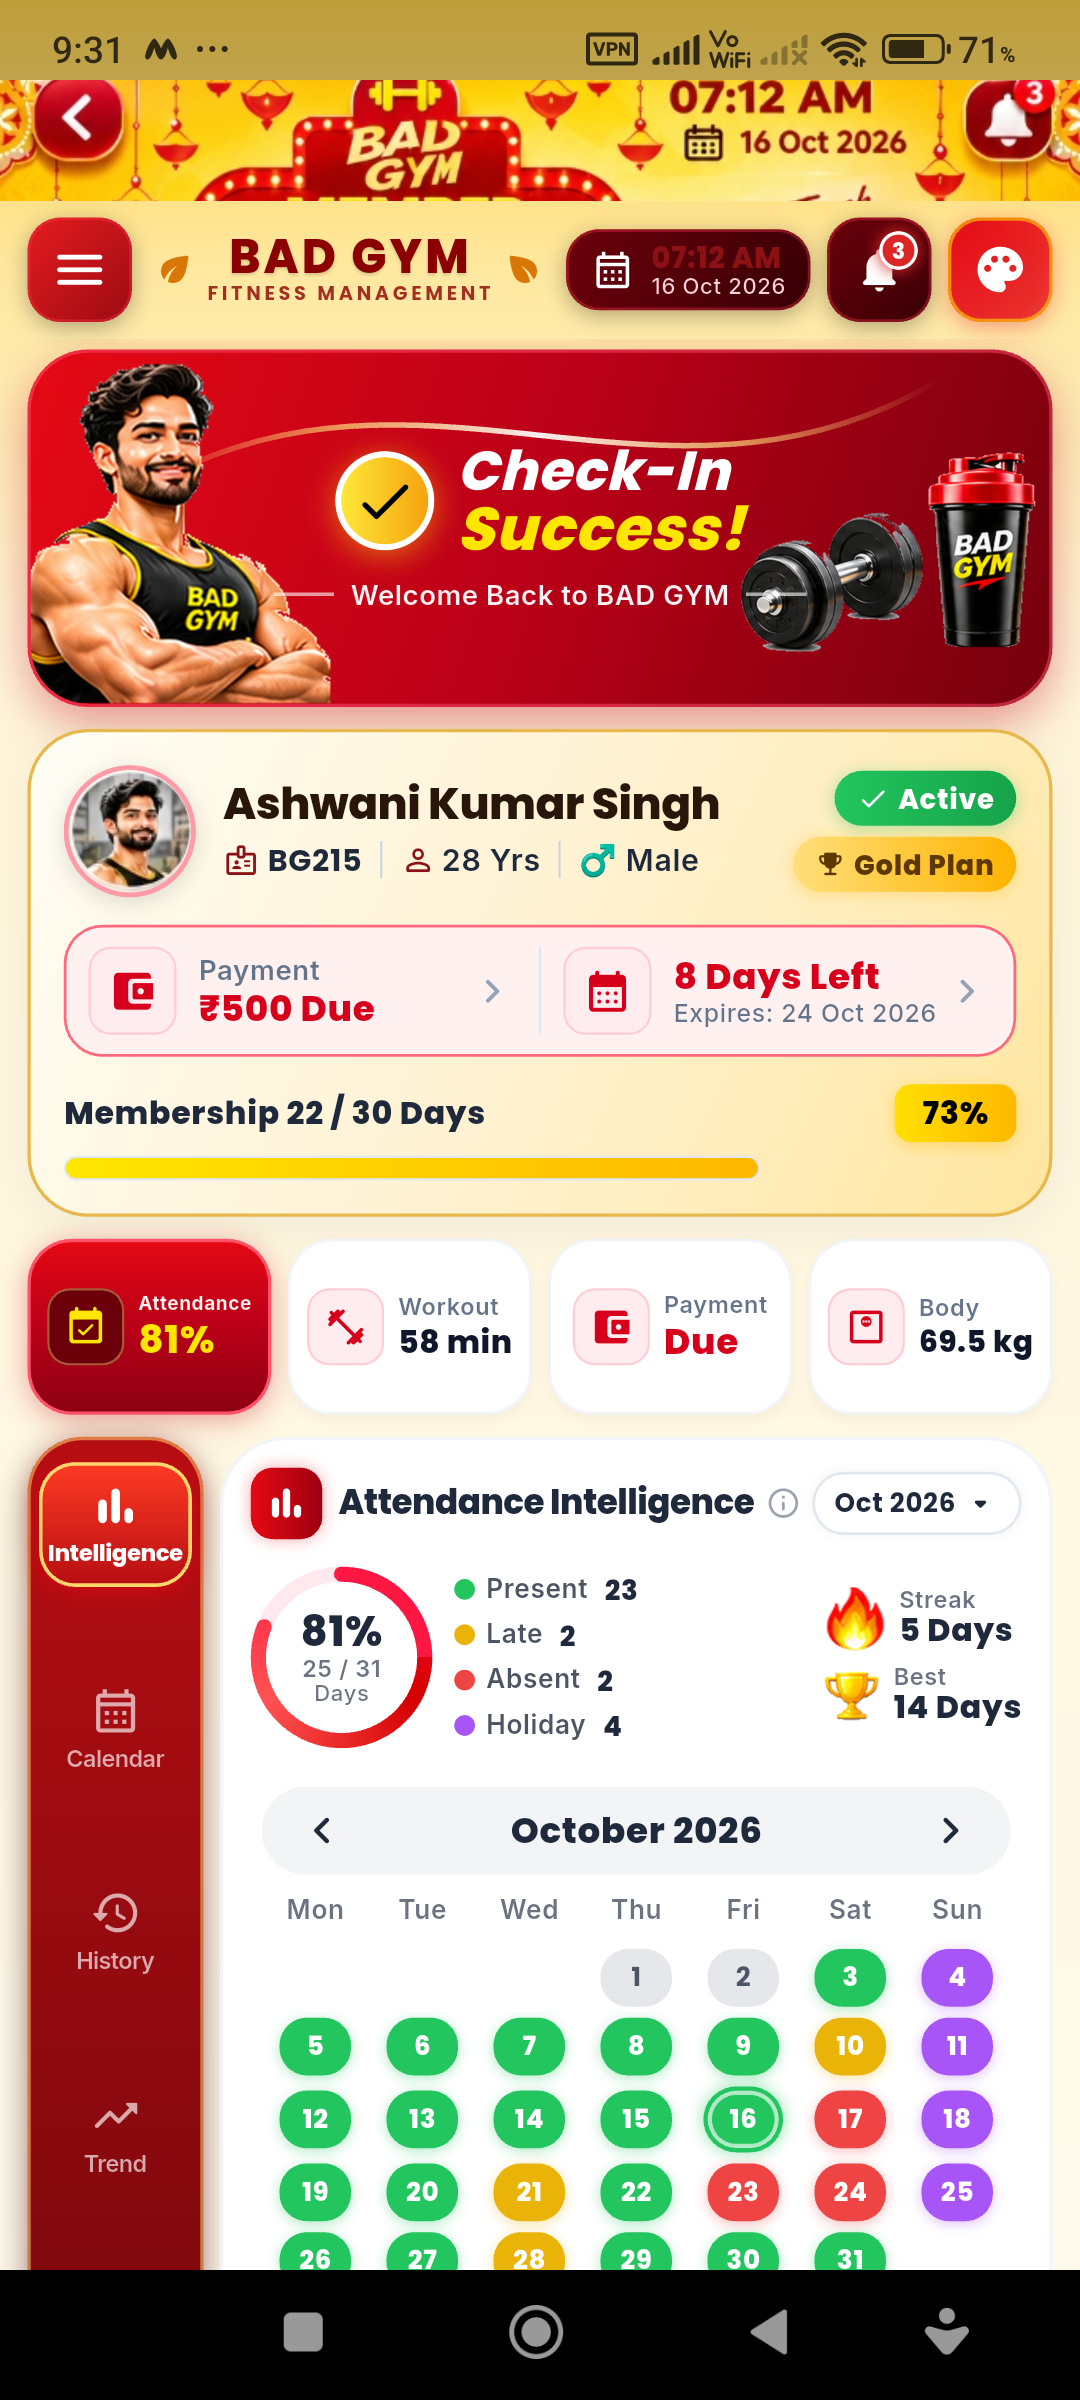 9:31 VPN Vo WiFi 71%
BAD GYM 07:12 AM 3
16 Oct 2026
BAD GYM 07:12 AM 3
FITNESS MANAGEMENT 16 Oct 2026
Check-In
Success!
Welcome Back to BAD GYM
BAD GYM
BAD GYM
Ashwani Kumar Singh Active
BG215 28 Yrs Male Gold Plan
Payment
₹500 Due
8 Days Left
Expires: 24 Oct 2026
Membership 22 / 30 Days 73%
Attendance
81%
Workout
58 min
Payment
Due
Body
69.5 kg
Intelligence
Calendar
History
Trend
Attendance Intelligence Oct 2026
81%
25 / 31
Days
Present 23
Late 2
Absent 2
Holiday 4
Streak
5 Days
Best
14 Days
October 2026
Mon Tue Wed Thu Fri Sat Sun
1 2 3 4
5 6 7 8 9 10 11
12 13 14 15 16 17 18
19 20 21 22 23 24 25
26 27 28 29 30 31